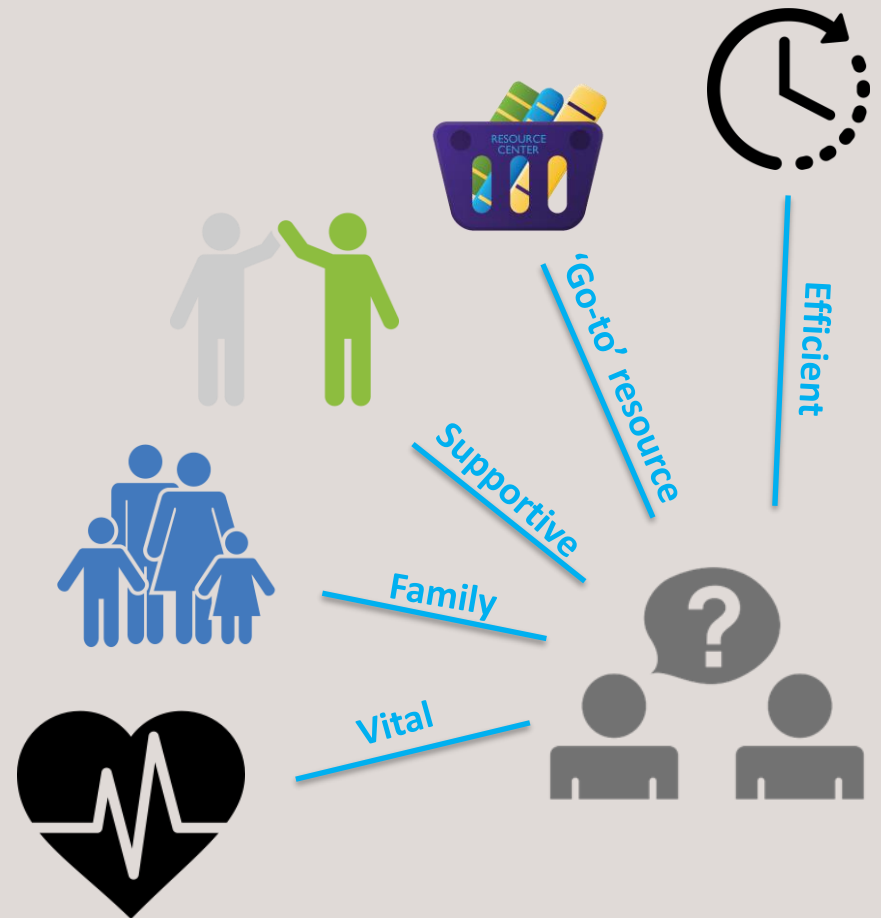 RESOURCE
CENTER
'Go-to' resource
Efficient
Supportive
Family
Vital
?